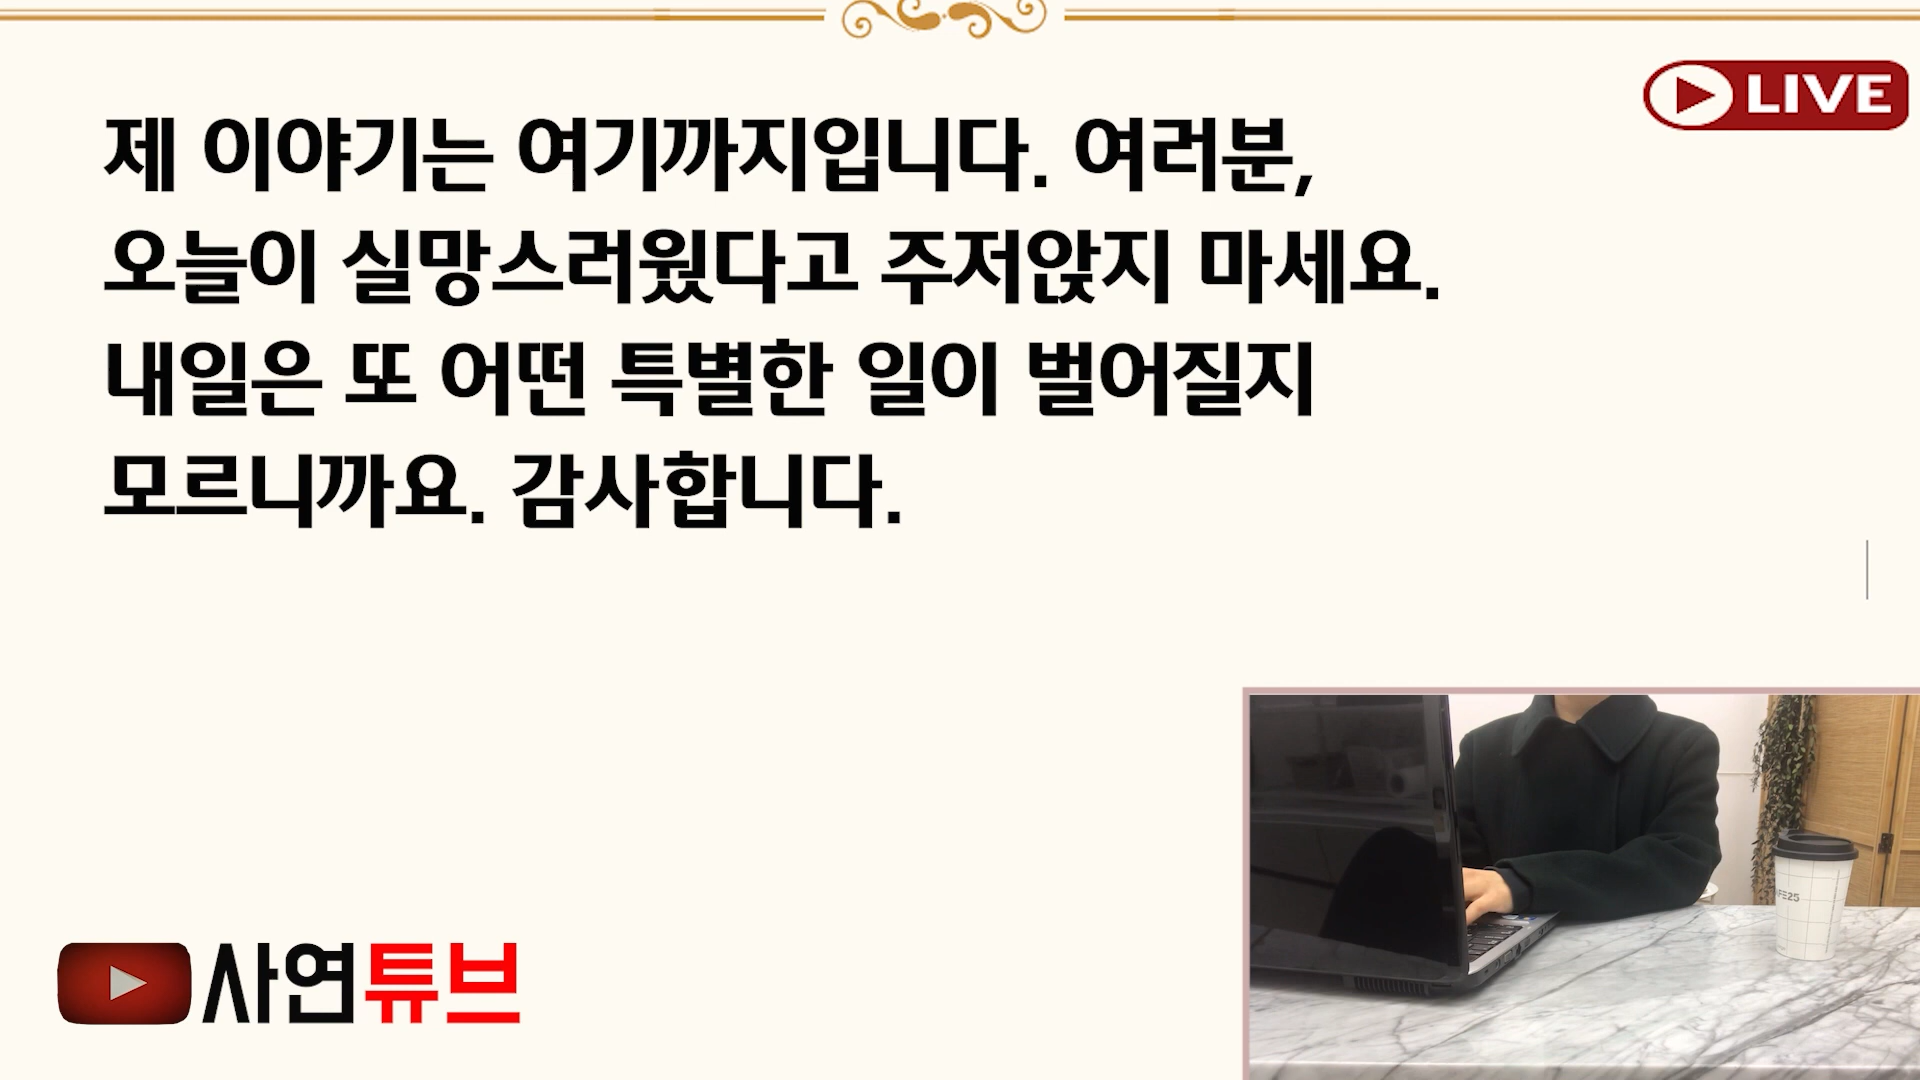 LIVE
제 이야기는 여기까지입니다. 여러분,
오늘이 실망스러웠다고 주저앉지 마세요.
내일은 또 어떤 특별한 일이 벌어질지
모르니까요. 감사합니다.
사연튜브